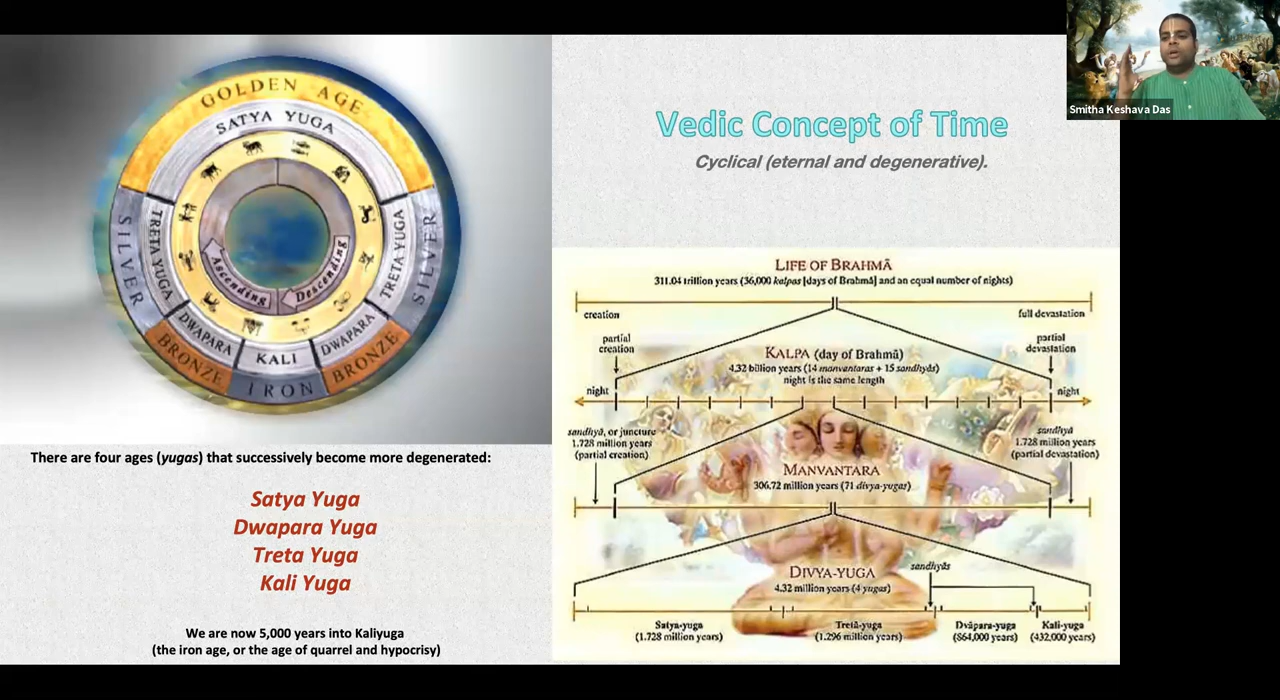 GOLDEN AGE
SATYA YUGA
SILVER
TRETA YUGA
TRETA YUGA
SILVER
Ascending
Descending
DWAPARA
KALI
DWAPARA
BRONZE
IRON
BRONZE
There are four ages (yugas) that successively become more degenerated:
Satya Yuga
Dwapara Yuga
Treta Yuga
Kali Yuga
We are now 5,000 years into Kaliyuga
(the iron age, or the age of quarrel and hypocrisy)
Vedic Concept of Time
Cyclical (eternal and degenerative).
LIFE OF BRAHMĀ
311.04 trillion years (36,000 kalpas [days of Brahmā] and an equal number of nights)
creation
full devastation
partial
creation
partial
devastation
KALPA (day of Brahmā)
4.32 billion years (14 manvantaras + 15 sandhyās)
night is the same length
night
night
sandhyā, or juncture
1.728 million years
(partial creation)
sandhyā
1.728 million years
(partial devastation)
MANVANTARA
306.72 million years (71 divya-yugas)
DIVYA-YUGA
4.32 million years (4 yugas)
sandhyās
Satya-yuga
(1.728 million years)
Tretā-yuga
(1.296 million years)
Dvāpara-yuga
(864,000 years)
Kali-yuga
(432,000 years)
Smitha Keshava Das